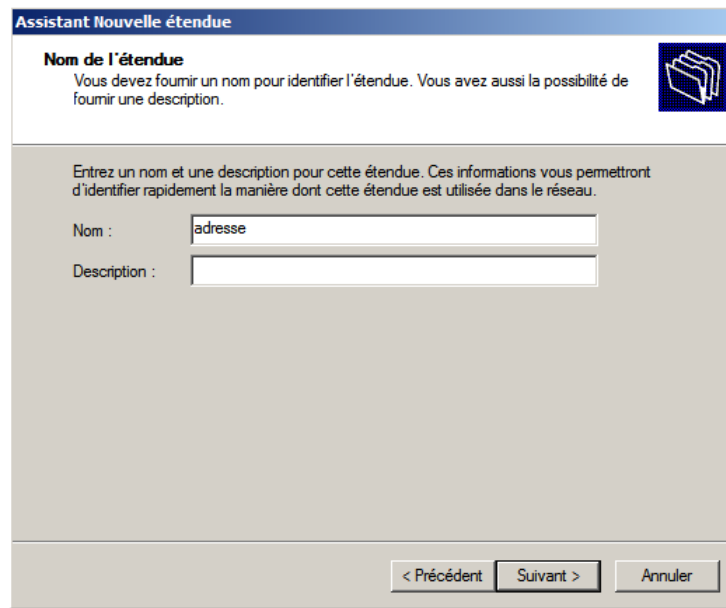 Assistant Nouvelle étendue
Nom de l'étendue
Vous devez fournir un nom pour identifier l'étendue. Vous avez aussi la possibilité de
fournir une description.
Entrez un nom et une description pour cette étendue. Ces informations vous permettront
d'identifier rapidement la manière dont cette étendue est utilisée dans le réseau.
Nom : adresse
Description :
< Précédent Suivant > Annuler